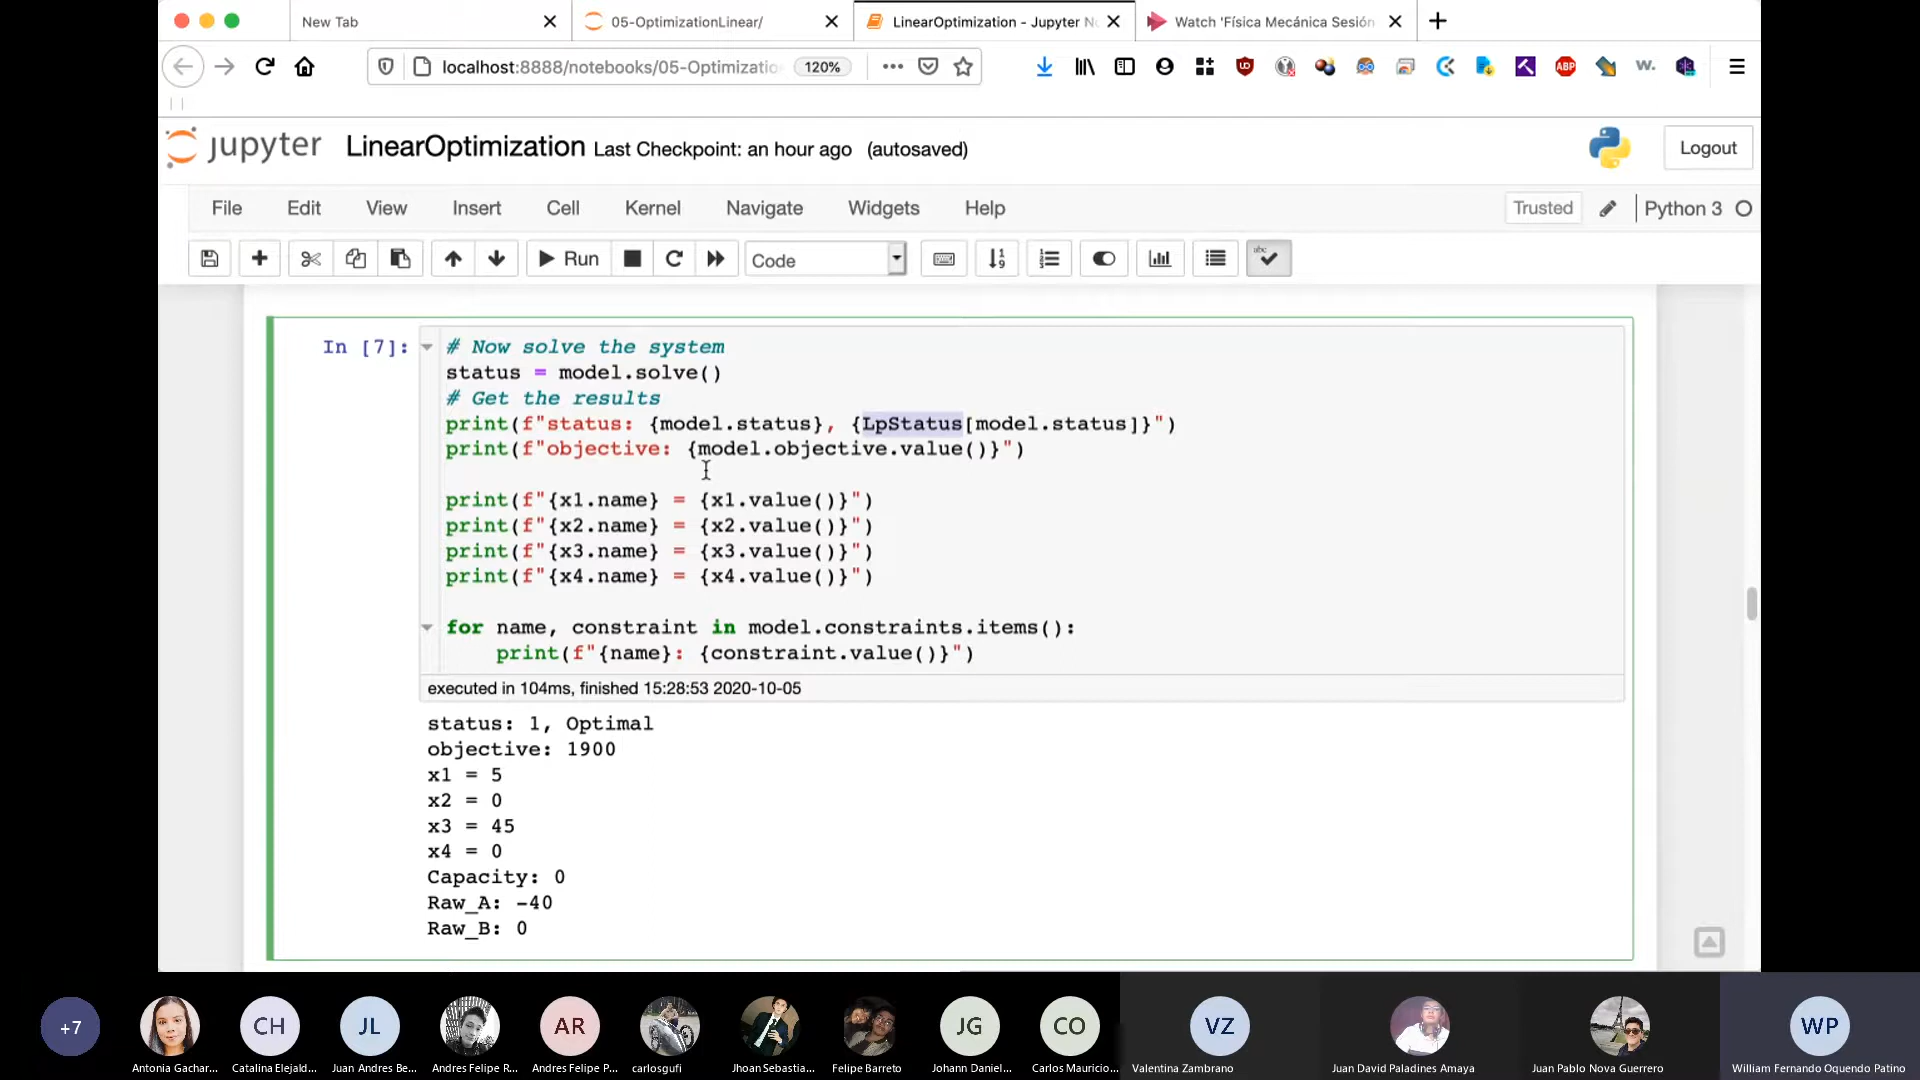 New Tab
05-OptimizationLinear/
LinearOptimization - Jupyter No
Watch 'Física Mecánica Sesión
localhost:8888/notebooks/05-Optimizatio
120%
jupyter
LinearOptimization Last Checkpoint: an hour ago (autosaved)
Logout
File Edit View Insert Cell Kernel Navigate Widgets Help
Trusted
Python 3
Run
Code
In [7]:
# Now solve the system
status = model.solve()
# Get the results
print(f"status: {model.status}, {LpStatus[model.status]}")
print(f"objective: {model.objective.value()}")
print(f"{x1.name} = {x1.value()}")
print(f"{x2.name} = {x2.value()}")
print(f"{x3.name} = {x3.value()}")
print(f"{x4.name} = {x4.value()}")
for name, constraint in model.constraints.items():
print(f"{name}: {constraint.value()}")
executed in 104ms, finished 15:28:53 2020-10-05
status: 1, Optimal
objective: 1900
x1 = 5
x2 = 0
x3 = 45
x4 = 0
Capacity: 0
Raw_A: -40
Raw_B: 0
+7
CH
JL
AR
JG
CO
VZ
WP
Antonia Gachar...
Catalina Elejald...
Juan Andres Be...
Andres Felipe R...
Andres Felipe P...
carlosgufi
Jhoan Sebastia...
Felipe Barreto
Johann Daniel...
Carlos Mauricio...
Valentina Zambrano
Juan David Paladines Amaya
Juan Pablo Nova Guerrero
William Fernando Oquendo Patino